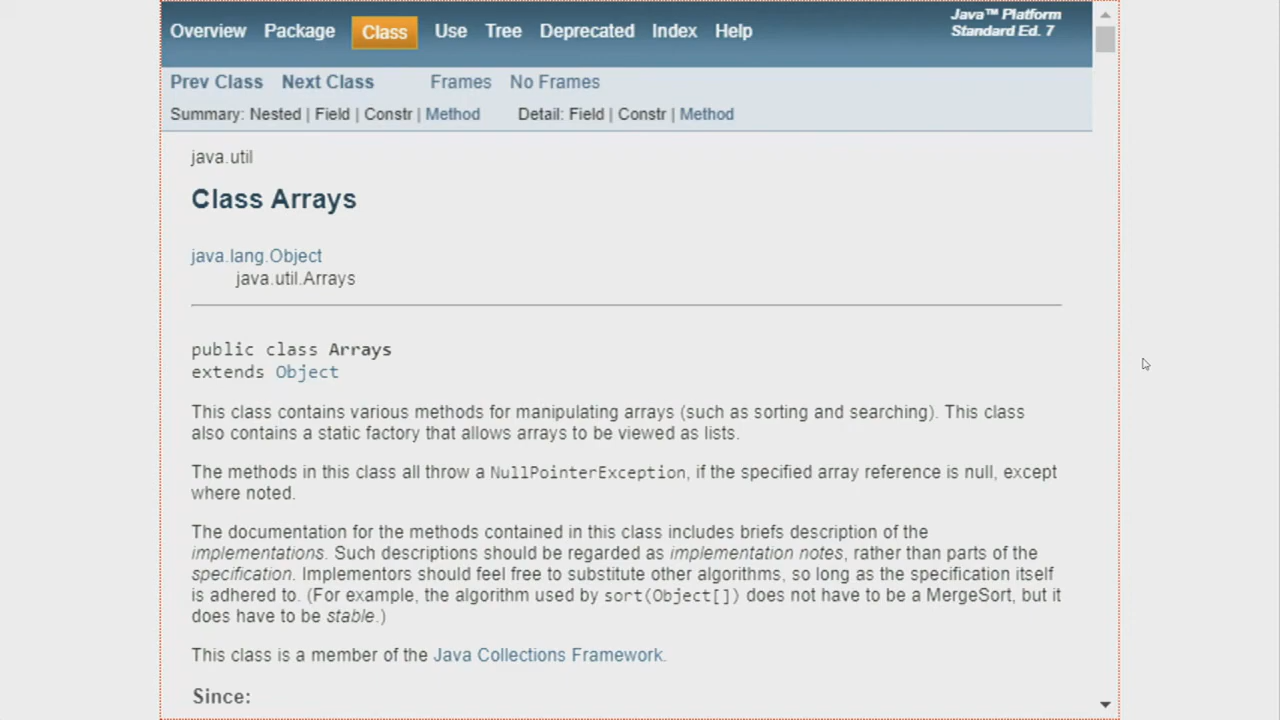 Overview Package Class Use Tree Deprecated Index Help
Java™ Platform
Standard Ed. 7
Prev Class Next Class Frames No Frames
Summary: Nested | Field | Constr | Method Detail: Field | Constr | Method
java.util
Class Arrays
java.lang.Object
java.util.Arrays
public class Arrays
extends Object
This class contains various methods for manipulating arrays (such as sorting and searching). This class
also contains a static factory that allows arrays to be viewed as lists.
The methods in this class all throw a NullPointerException, if the specified array reference is null, except
where noted.
The documentation for the methods contained in this class includes briefs description of the
implementations. Such descriptions should be regarded as implementation notes, rather than parts of the
specification. Implementors should feel free to substitute other algorithms, so long as the specification itself
is adhered to. (For example, the algorithm used by sort(Object[]) does not have to be a MergeSort, but it
does have to be stable.)
This class is a member of the Java Collections Framework.
Since: